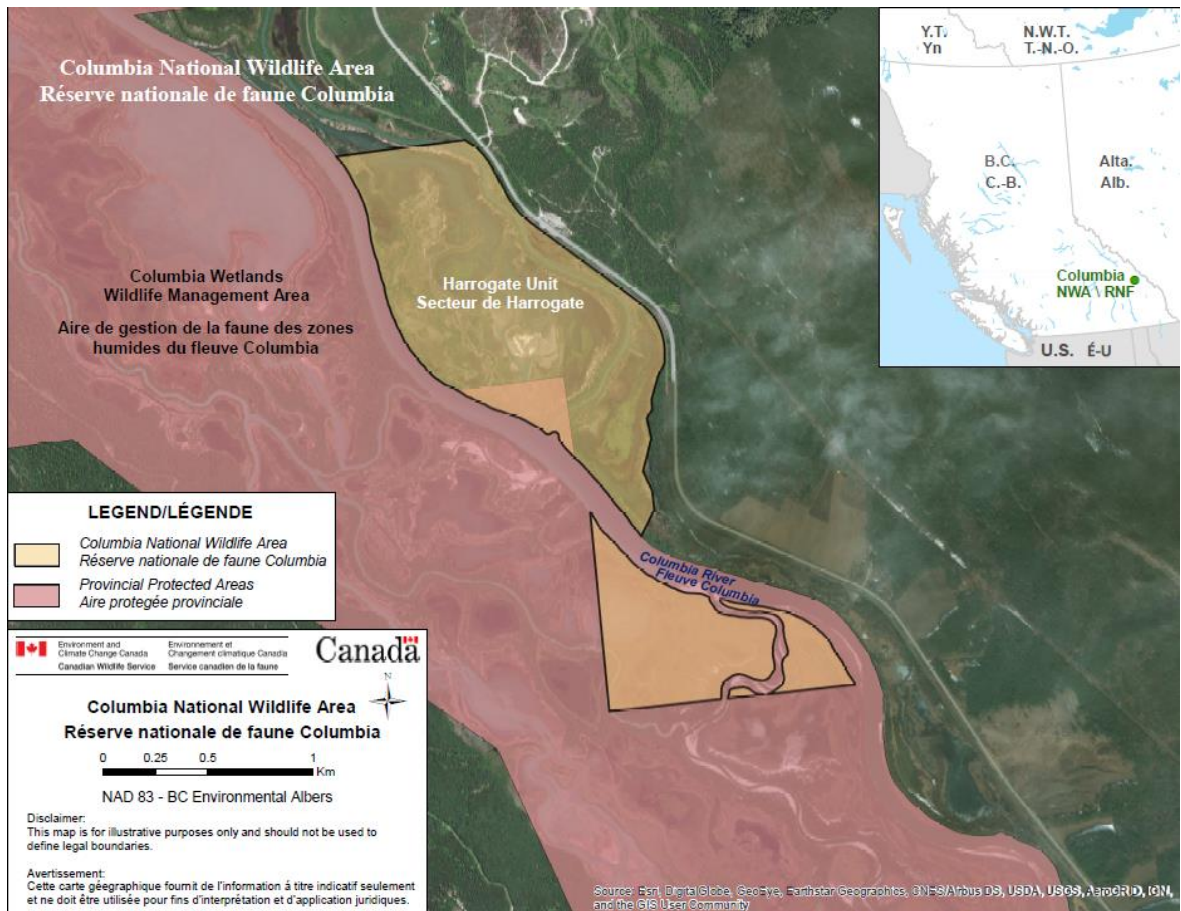 Columbia National Wildlife Area
Réserve nationale de faune Columbia
Y.T.
Yn
N.W.T.
T.-N.-O.
B.C.
C.-B.
Alta.
Alb.
Columbia
NWA \ RNF
U.S. É-U
Harrogate Unit
Secteur de Harrogate
Columbia Wetlands
Wildlife Management Area
Aire de gestion de la faune des zones
humides du fleuve Columbia
Columbia River
Fleuve Columbia
LEGEND/LÉGENDE
Columbia National Wildlife Area
Réserve nationale de faune Columbia
Provincial Protected Areas
Aire protegée provinciale
Environment and
Climate Change Canada
Canadian Wildlife Service
Environnement et
Changement climatique Canada
Service canadien de la faune
Canada
N
Columbia National Wildlife Area
Réserve nationale de faune Columbia
0 0.25 0.5 1
Km
NAD 83 - BC Environmental Albers
Disclaimer:
This map is for illustrative purposes only and should not be used to
define legal boundaries.
Avertissement:
Cette carte géegraphique fournit de l'information á titre indicatif seulement
et ne doit être utilisée pour fins d'interprétation et d'application juridiques.
Source: Esri, DigitalGlobe, GeoEye, Earthstar Geographics, CNES/Airbus DS, USDA, USGS, AeroGRID, IGN,
and the GIS User Community